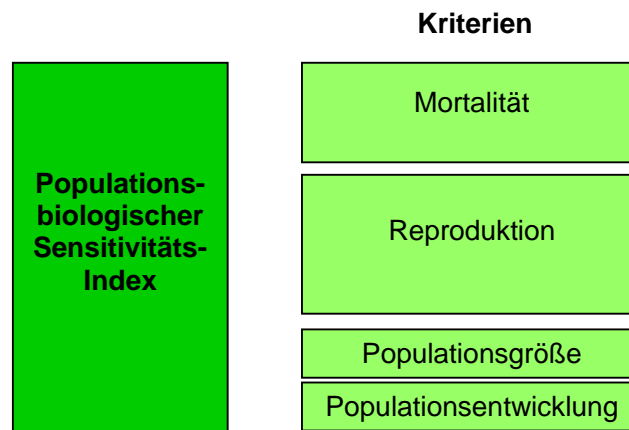 Kriterien
Populations-
biologischer
Sensitivitäts-
Index
Mortalität
Reproduktion
Populationsgröße
Populationsentwicklung